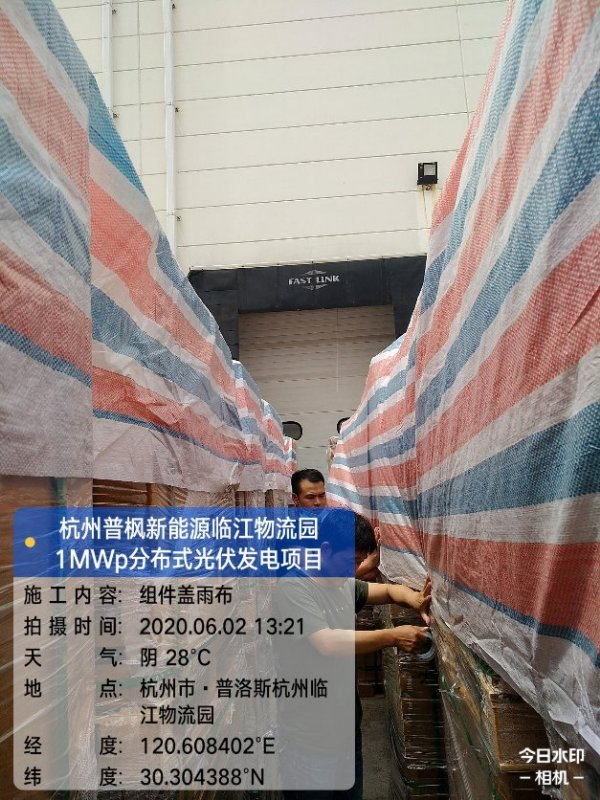 FAST LINK
杭州普枫新能源临江物流园
1MWp分布式光伏发电项目
施工内容: 组件盖雨布
拍摄时间: 2020.06.02 13:21
天气: 阴 28°C
地点: 杭州市·普洛斯杭州临
江物流园
经度: 120.608402°E
纬度: 30.304388°N
今日水印
-相机-